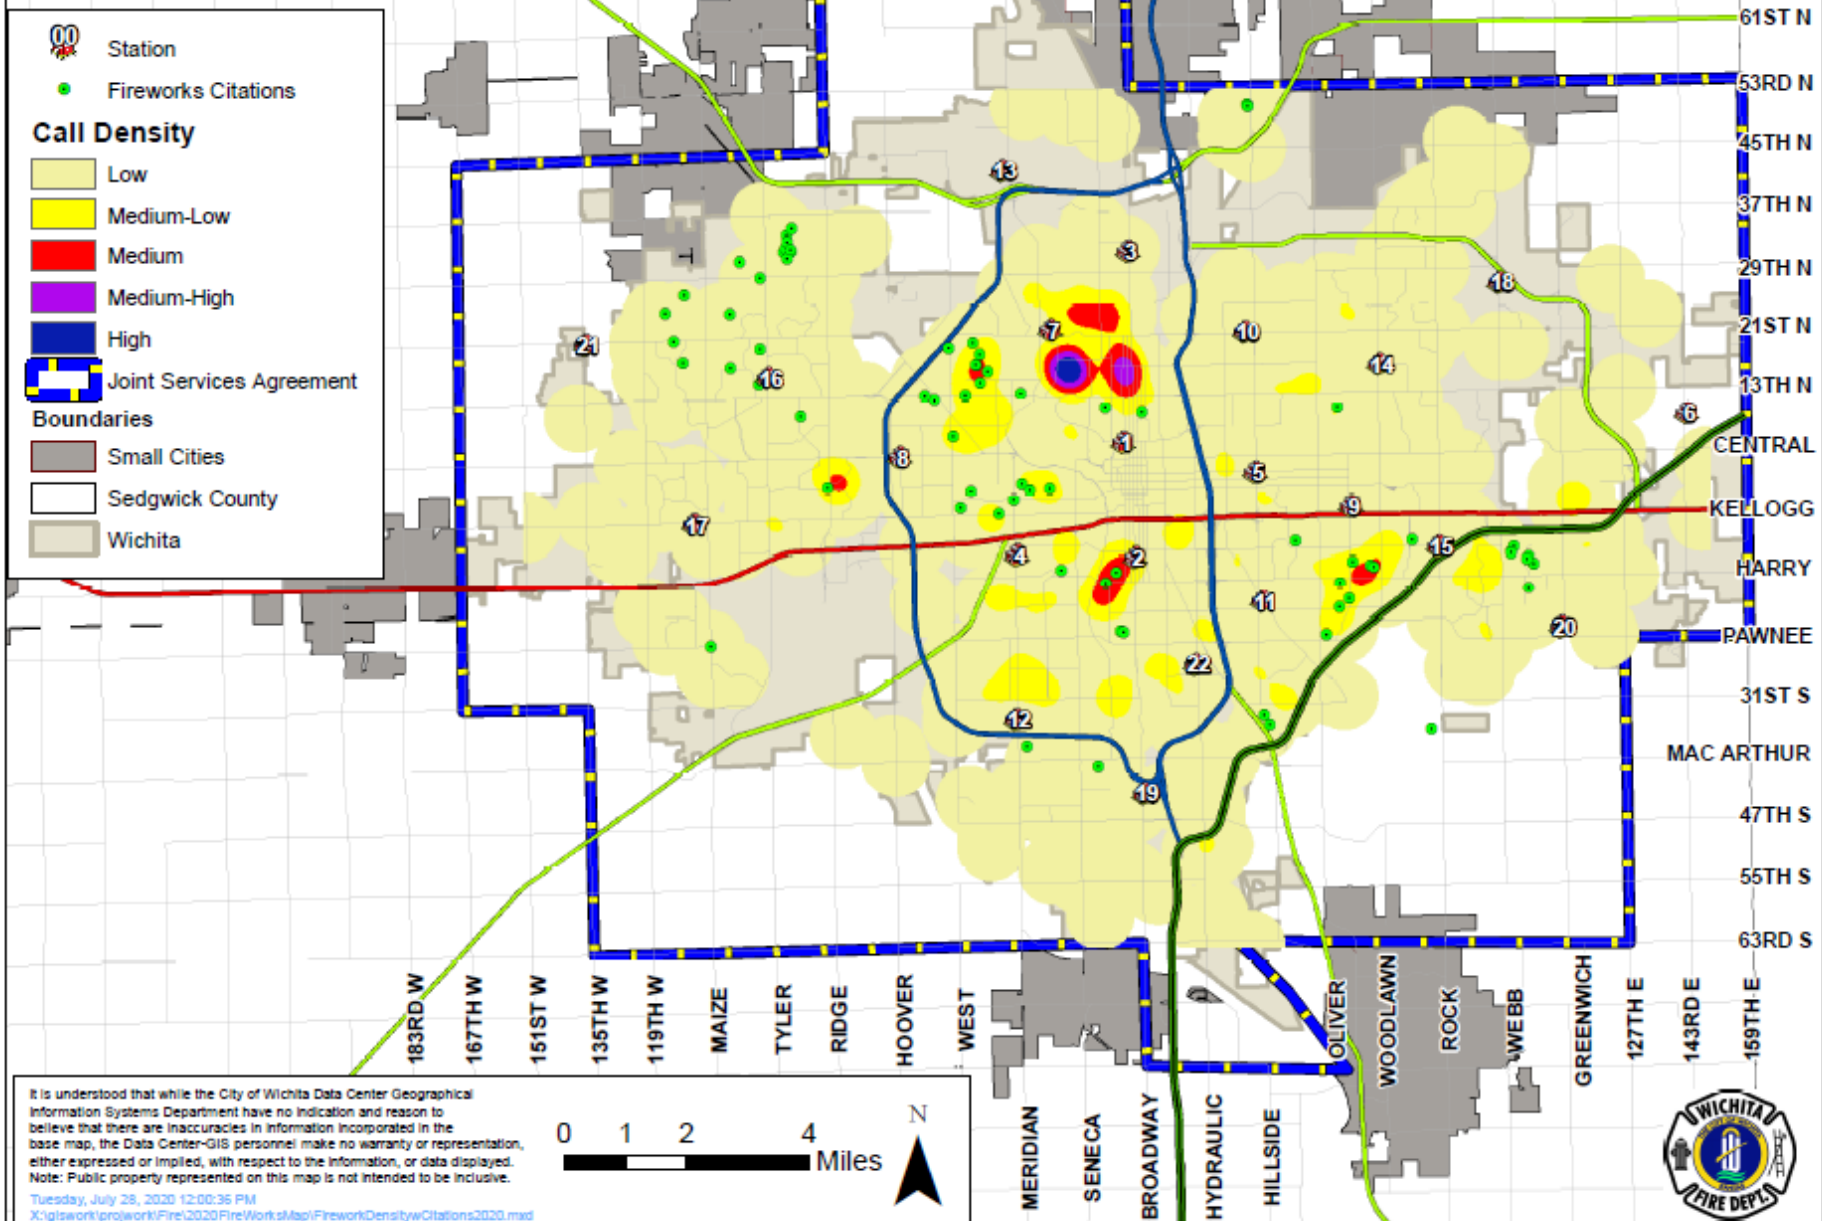 00
Station
Fireworks Citations
Call Density
Low
Medium-Low
Medium
Medium-High
High
Joint Services Agreement
Boundaries
Small Cities
Sedgwick County
Wichita
61ST N
53RD N
45TH N
37TH N
29TH N
21ST N
13TH N
CENTRAL
KELLOGG
HARRY
PAWNEE
31ST S
MAC ARTHUR
47TH S
55TH S
63RD S
13
3
18
7
10
21
14
16
6
1
8
5
9
17
15
4
2
11
20
22
12
19
183RD W
167TH W
151ST W
135TH W
119TH W
MAIZE
TYLER
RIDGE
HOOVER
WEST
MERIDIAN
SENECA
BROADWAY
HYDRAULIC
HILLSIDE
OLIVER
WOODLAWN
ROCK
WEBB
GREENWICH
127TH E
143RD E
159TH E
It is understood that while the City of Wichita Data Center Geographical
Information Systems Department have no indication and reason to
believe that there are inaccuracies in information incorporated in the
base map, the Data Center-GIS personnel make no warranty or representation,
either expressed or implied, with respect to the information, or data displayed.
Note: Public property represented on this map is not intended to be inclusive.
Tuesday, July 28, 2020 12:00:36 PM
X:\giswork\projwork\Fire\2020FireWorksMap\FireworkDensitywCitations2020.mxd
0 1 2 4
Miles
N
WICHITA
FIRE DEPT.